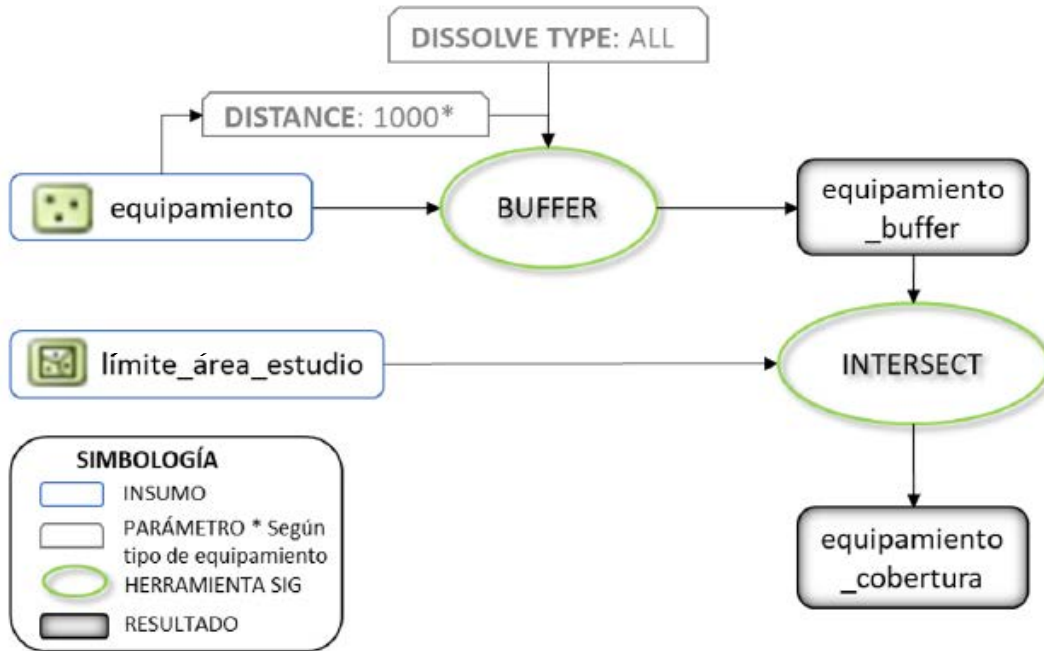 DISSOLVE TYPE: ALL
DISTANCE: 1000*
equipamiento
BUFFER
equipamiento
_buffer
límite_área_estudio
INTERSECT
SIMBOLOGÍA
INSUMO
PARÁMETRO * Según
tipo de equipamiento
HERRAMIENTA SIG
RESULTADO
equipamiento
_cobertura